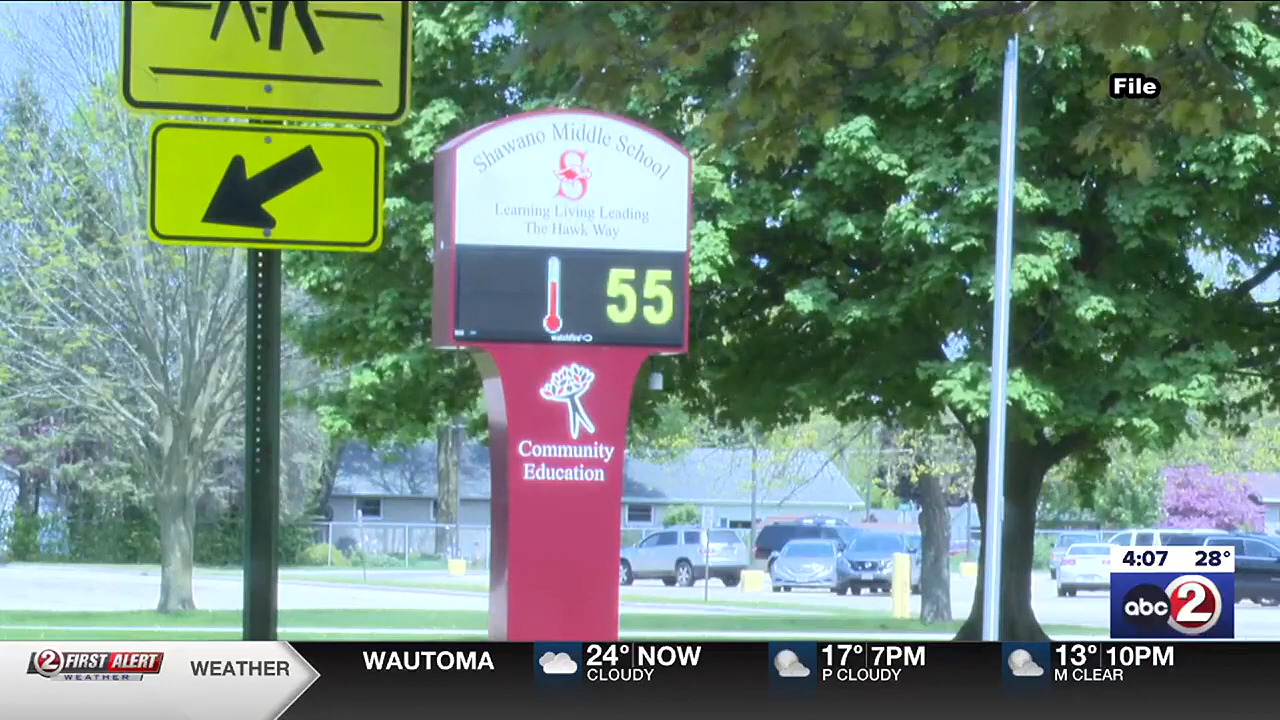 File
Shawano Middle School
S
Learning Living Leading
The Hawk Way
55
watchfire
Community
Education
4:07 28°
abc 2
2 FIRST ALERT
WEATHER
WEATHER
WAUTOMA
24° NOW
CLOUDY
17° 7PM
P CLOUDY
13° 10PM
M CLEAR